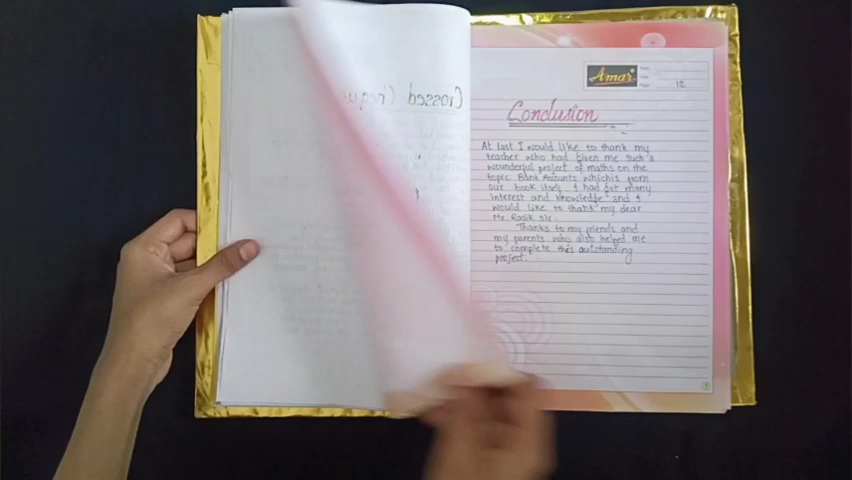 Crossed Cheque
Amar
12
Conclusion
At last I would like to thank my
teacher who had given me such a
wounderful project of maths on the
topic Bank Accounts whichis from
our book itself. I had got many
interest and knowledge and I
would like to thank my dear
Mr. Rasik sir.
Thanks to my friends and
my parents who also helped me
to complete this outstanding
project.